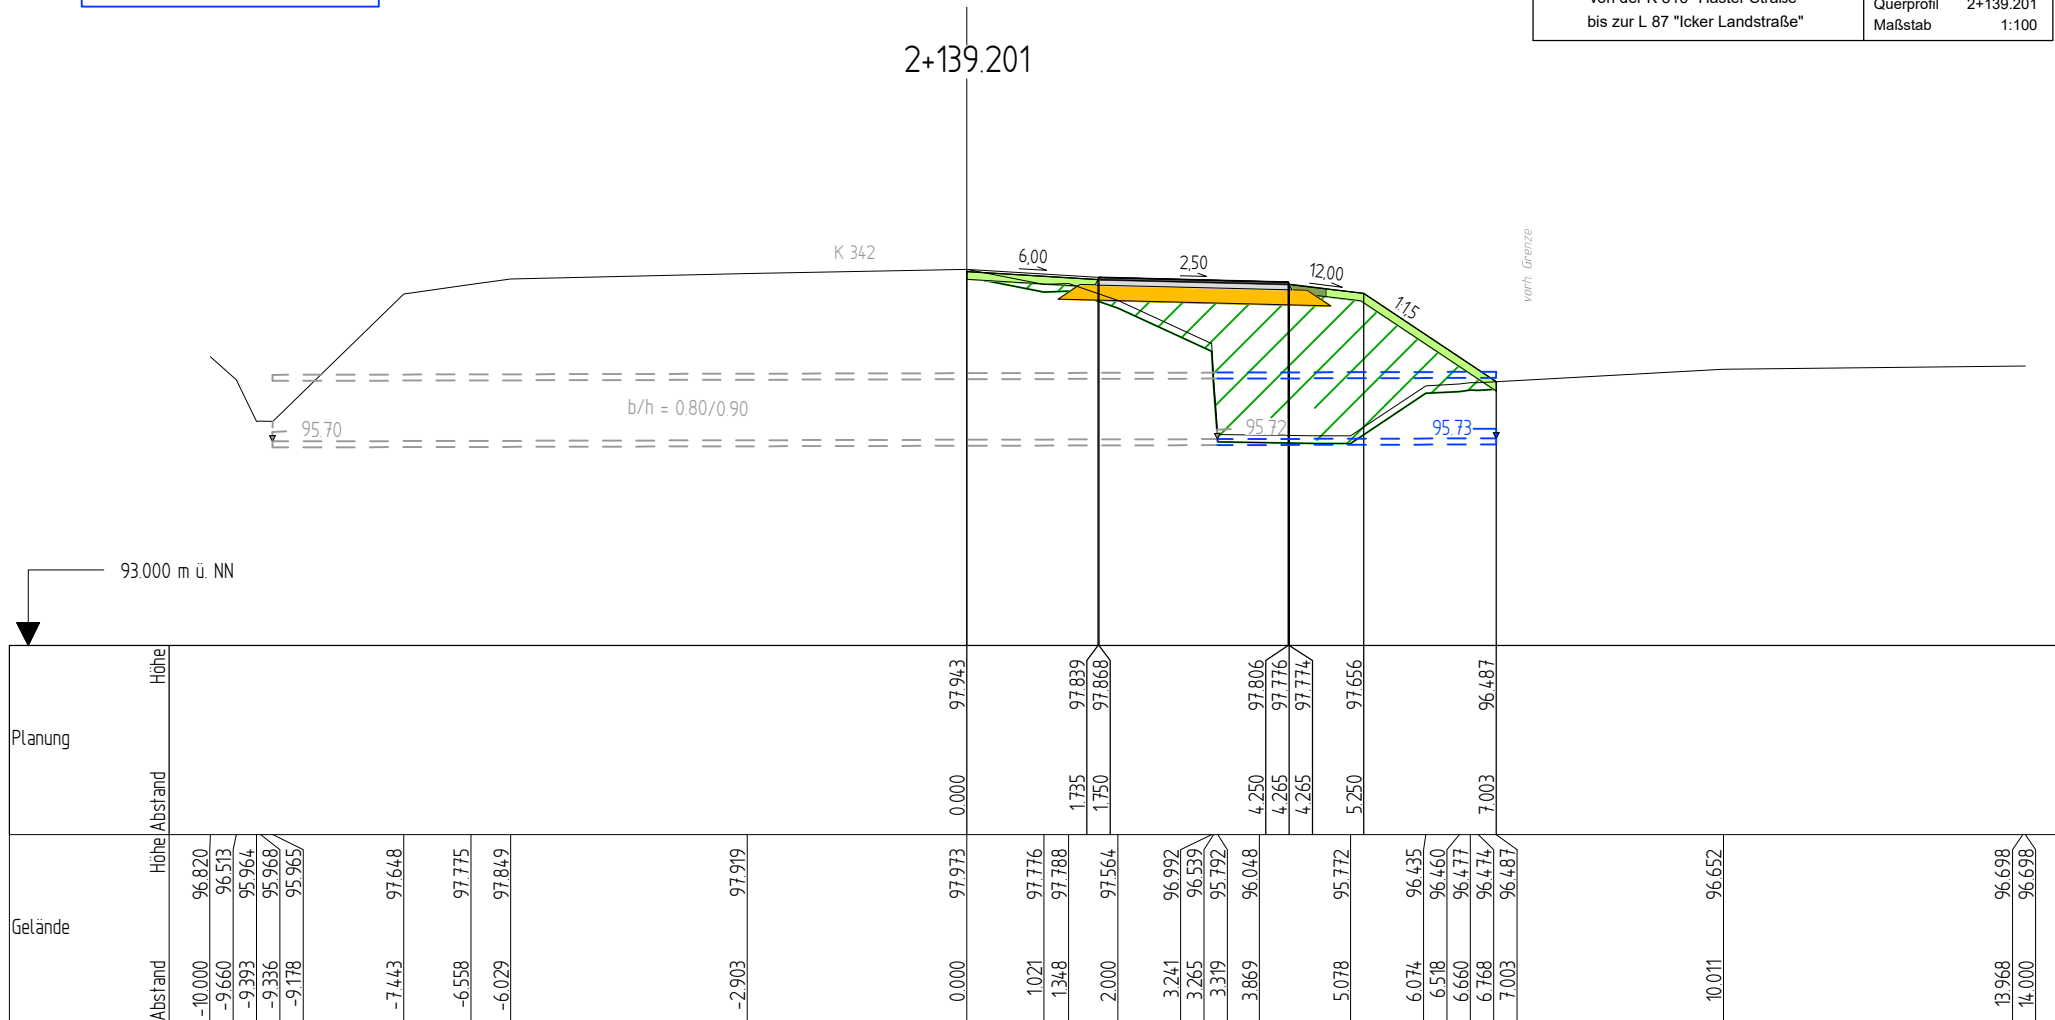 bis zur L 87 "Icker Landstraße"
Querprofil 2+139.201
Maßstab 1:100
2+139.201
K 342
6,00
2,50
12,00
1:1,5
vorh. Grenze
b/h = 0.80/0.90
95.70
95.72
95.73
93.000 m ü. NN
Planung
Höhe
97.943 97.839 97.868 97.806 97.776 97.774 97.656 96.487
Abstand
0.000 1.735 1.750 4.250 4.265 4.265 5.250 7.003
Gelände
Höhe
96.820 96.513 95.964 95.968 95.965 97.648 97.775 97.849 97.919 97.973 97.776 97.788 97.564 96.992 96.539 95.792 96.048 95.772 96.435 96.460 96.477 96.474 96.487 96.652 96.698 96.698
Abstand
-10.000 -9.660 -9.393 -9.336 -9.178 -7.443 -6.558 -6.029 -2.903 0.000 1.021 1.348 2.000 3.241 3.265 3.319 3.869 5.078 6.074 6.518 6.660 6.768 7.003 10.011 13.968 14.000